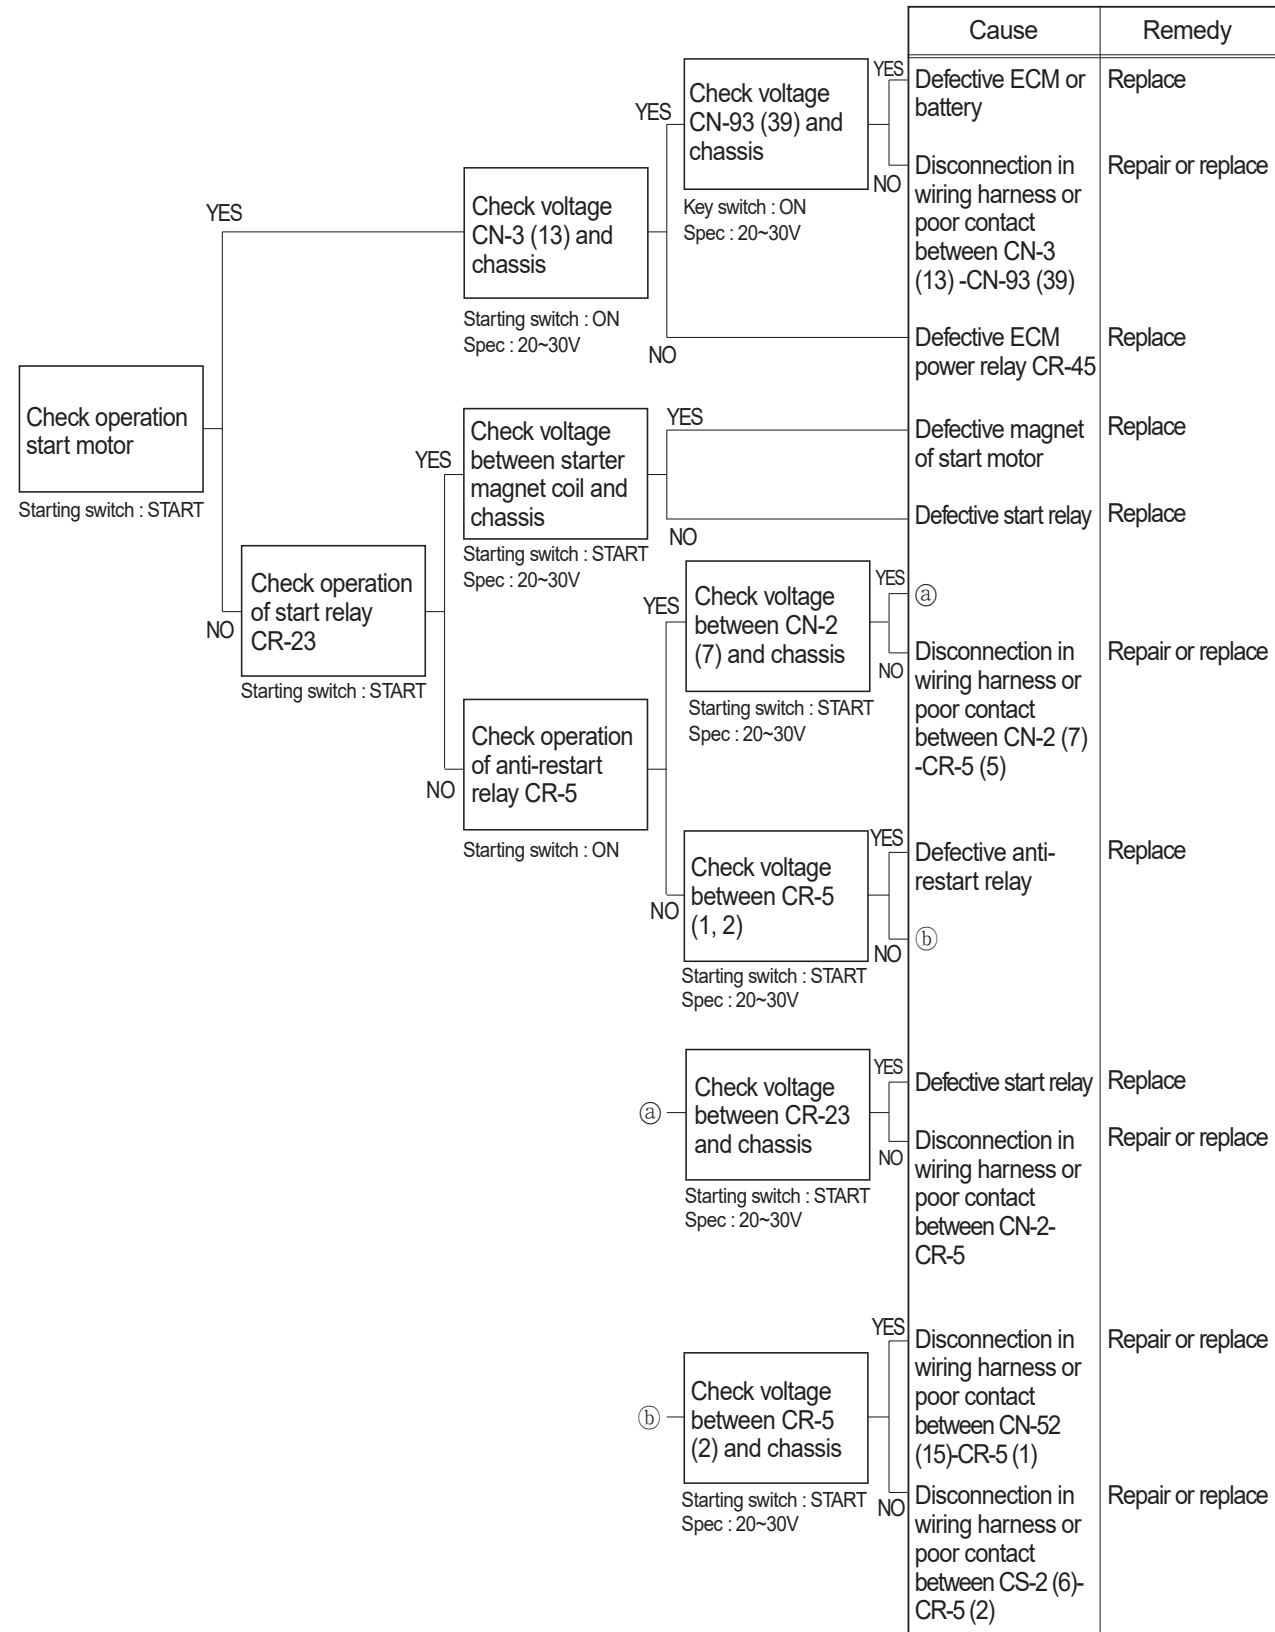 Cause
Remedy
YES
Check voltage
CN-93 (39) and
chassis
Key switch : ON
Spec : 20~30V
YES
Defective ECM or
battery
Replace
NO
Disconnection in
wiring harness or
poor contact
between CN-3
(13) -CN-93 (39)
Repair or replace
YES
Check voltage
CN-3 (13) and
chassis
Starting switch : ON
Spec : 20~30V
NO
Defective ECM
power relay CR-45
Replace
Check operation
start motor
Starting switch : START
YES
Check voltage
between starter
magnet coil and
chassis
Starting switch : START
Spec : 20~30V
YES
Defective magnet
of start motor
Replace
NO
Defective start relay
Replace
NO
Check operation
of start relay
CR-23
Starting switch : START
YES
Check voltage
between CN-2
(7) and chassis
Starting switch : START
Spec : 20~30V
YES
ⓐ
NO
Disconnection in
wiring harness or
poor contact
between CN-2 (7)
-CR-5 (5)
Repair or replace
NO
Check operation
of anti-restart
relay CR-5
Starting switch : ON
NO
Check voltage
between CR-5
(1, 2)
Starting switch : START
Spec : 20~30V
YES
Defective anti-
restart relay
Replace
NO
ⓑ
ⓐ
Check voltage
between CR-23
and chassis
Starting switch : START
Spec : 20~30V
YES
Defective start relay
Replace
NO
Disconnection in
wiring harness or
poor contact
between CN-2-
CR-5
Repair or replace
ⓑ
Check voltage
between CR-5
(2) and chassis
Starting switch : START
Spec : 20~30V
YES
Disconnection in
wiring harness or
poor contact
between CN-52
(15)-CR-5 (1)
Repair or replace
NO
Disconnection in
wiring harness or
poor contact
between CS-2 (6)-
CR-5 (2)
Repair or replace